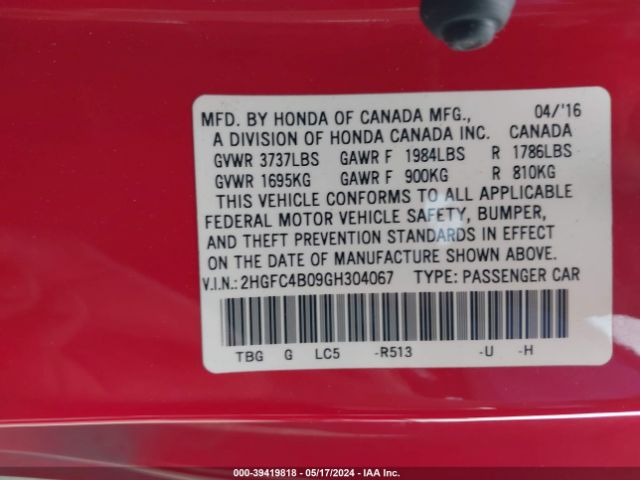 MFD. BY HONDA OF CANADA MFG., 04/'16
A DIVISION OF HONDA CANADA INC. CANADA
GVWR 3737LBS GAWR F 1984LBS R 1786LBS
GVWR 1695KG GAWR F 900KG R 810KG
THIS VEHICLE CONFORMS TO ALL APPLICABLE
FEDERAL MOTOR VEHICLE SAFETY, BUMPER,
AND THEFT PREVENTION STANDARDS IN EFFECT
ON THE DATE OF MANUFACTURE SHOWN ABOVE.
V.I.N.: 2HGFC4B09GH304067 TYPE: PASSENGER CAR
TBG G LC5 -R513 -U -H
000-39419818 - 05/17/2024 - IAA Inc.